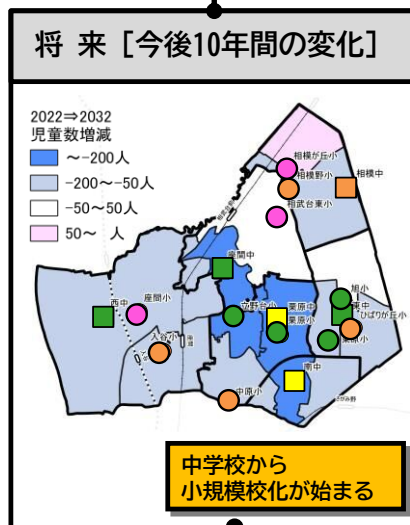 将 来 [今後10年間の変化]
2022⇒2032
児童数増減
～-200人
-200～-50人
-50～50人
50～ 人
相模が丘小
相模野小
相模中
相武台東小
座間中
西中
座間小
立野台小
栗原中
栗原小
旭小
東中
ひばりが丘小
入谷小
南中
中原小
中学校から
小規模校化が始まる